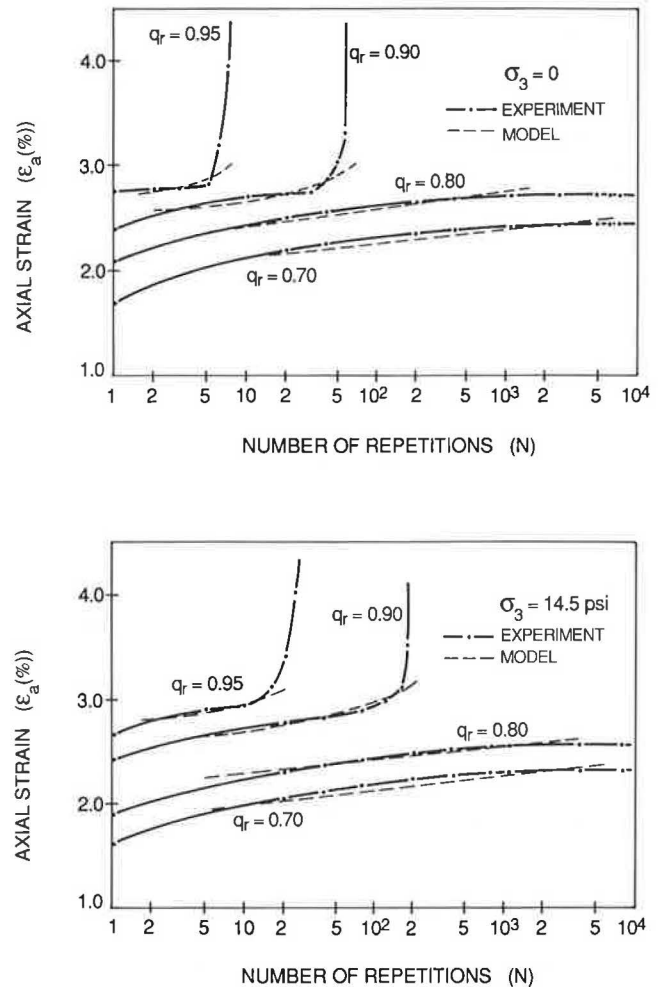 qr = 0.95
qr = 0.90
σ3 = 0
EXPERIMENT
MODEL
qr = 0.80
qr = 0.70
4.0
3.0
2.0
1.0
AXIAL STRAIN (εa(%))
1 2 5 10 2 5 10² 2 5 10³ 2 5 10⁴
NUMBER OF REPETITIONS (N)
qr = 0.95
qr = 0.90
σ3 = 14.5 psi
EXPERIMENT
MODEL
qr = 0.80
qr = 0.70
4.0
3.0
2.0
1.0
AXIAL STRAIN (εa(%))
1 2 5 10 2 5 10² 2 5 10³ 2 5 10⁴
NUMBER OF REPETITIONS (N)